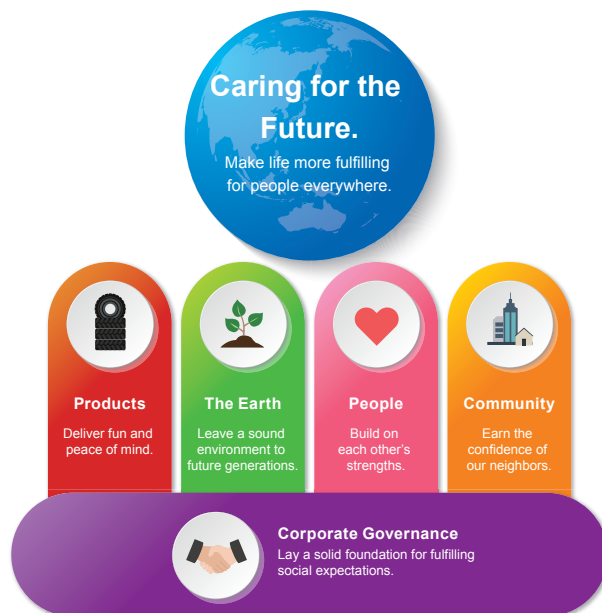 Caring for the
Future.
Make life more fulfilling
for people everywhere.
Products
Deliver fun and
peace of mind.
The Earth
Leave a sound
environment to
future generations.
People
Build on
each other's
strengths.
Community
Earn the
confidence of
our neighbors.
Corporate Governance
Lay a solid foundation for fulfilling
social expectations.